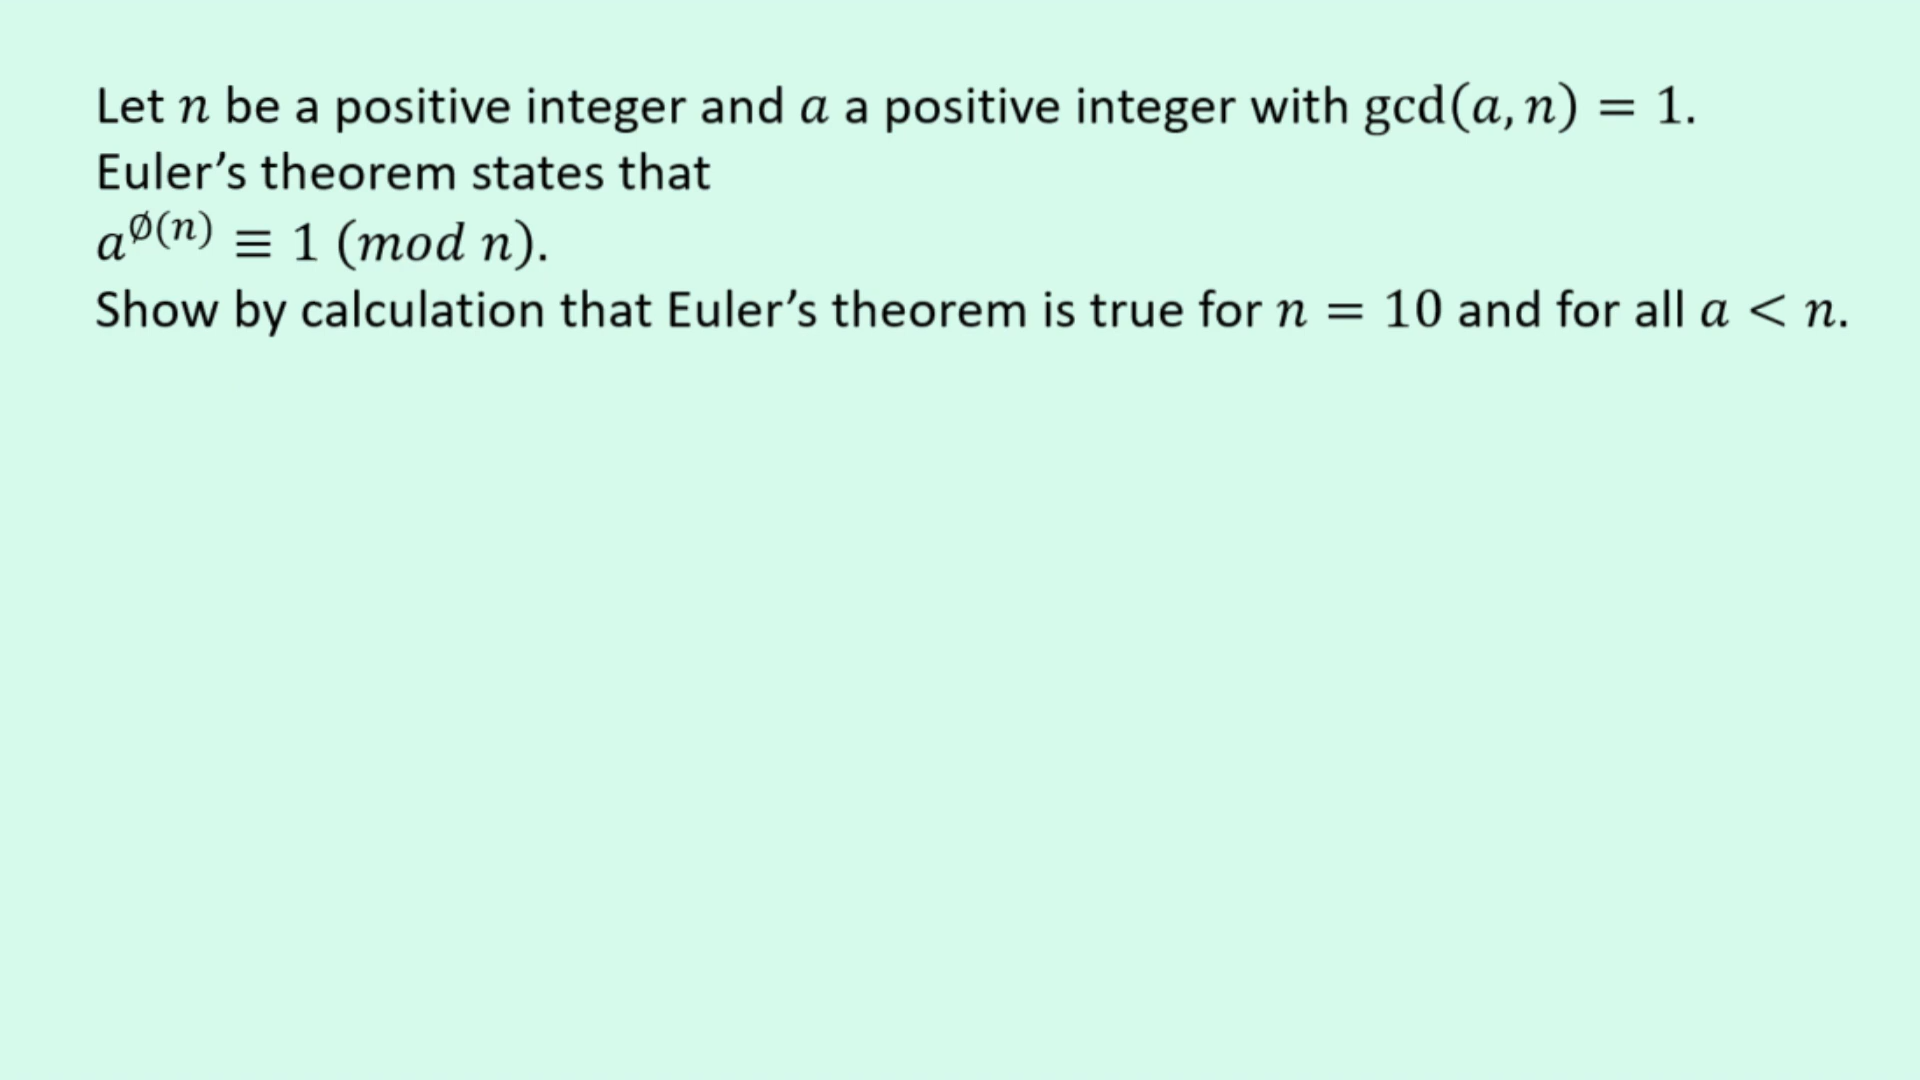 Let n be a positive integer and a a positive integer with gcd(a, n) = 1.
Euler’s theorem states that
a^∅(n) ≡ 1 (mod n).
Show by calculation that Euler’s theorem is true for n = 10 and for all a < n.